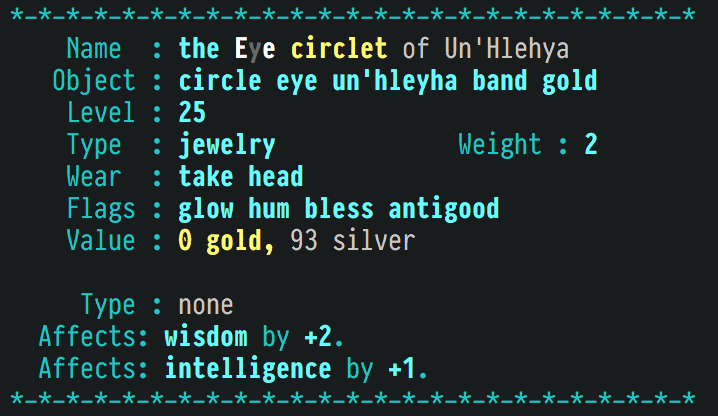 *-*-*-*-*-*-*-*-*-*-*-*-*-*-*-*-*-*-*-*-*-*-*-*-*
Name : the Eye circlet of Un'Hlehya
Object : circle eye un'hleyha band gold
Level : 25
Type : jewelry Weight : 2
Wear : take head
Flags : glow hum bless antigood
Value : 0 gold, 93 silver
Type : none
Affects: wisdom by +2.
Affects: intelligence by +1.
*-*-*-*-*-*-*-*-*-*-*-*-*-*-*-*-*-*-*-*-*-*-*-*-*